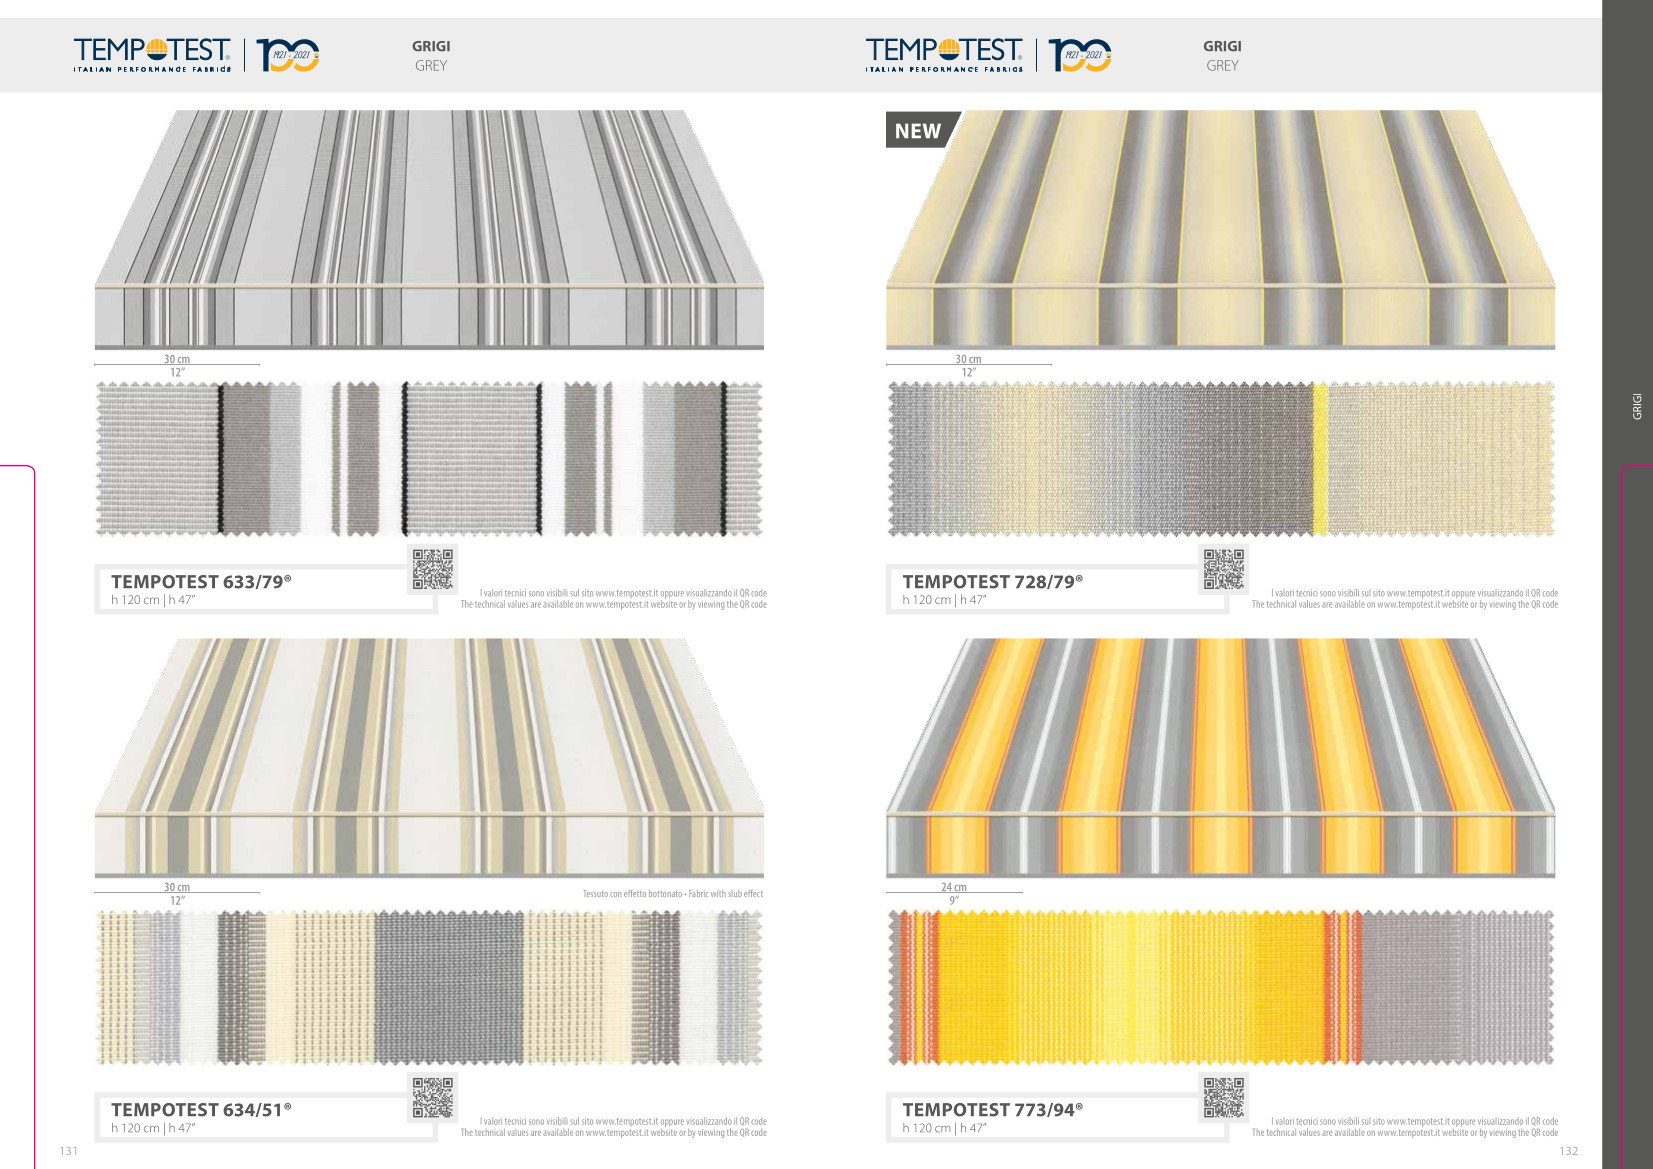 TEMPOTEST®
ITALIAN PERFORMANCE FABRICS
100
1921 - 2021
GRIGI
GREY
30 cm
12”
TEMPOTEST 633/79®
h 120 cm | h 47”
I valori tecnici sono visibili sul sito www.tempotest.it oppure visualizzando il QR code
The technical values are available on www.tempotest.it website or by viewing the QR code
30 cm
12”
Tessuto con effetto bottonato • Fabric with slub effect
TEMPOTEST 634/51®
h 120 cm | h 47”
I valori tecnici sono visibili sul sito www.tempotest.it oppure visualizzando il QR code
The technical values are available on www.tempotest.it website or by viewing the QR code
131
TEMPOTEST®
ITALIAN PERFORMANCE FABRICS
100
1921 - 2021
GRIGI
GREY
NEW
30 cm
12”
TEMPOTEST 728/79®
h 120 cm | h 47”
I valori tecnici sono visibili sul sito www.tempotest.it oppure visualizzando il QR code
The technical values are available on www.tempotest.it website or by viewing the QR code
24 cm
9”
TEMPOTEST 773/94®
h 120 cm | h 47”
I valori tecnici sono visibili sul sito www.tempotest.it oppure visualizzando il QR code
The technical values are available on www.tempotest.it website or by viewing the QR code
132
GRIGI